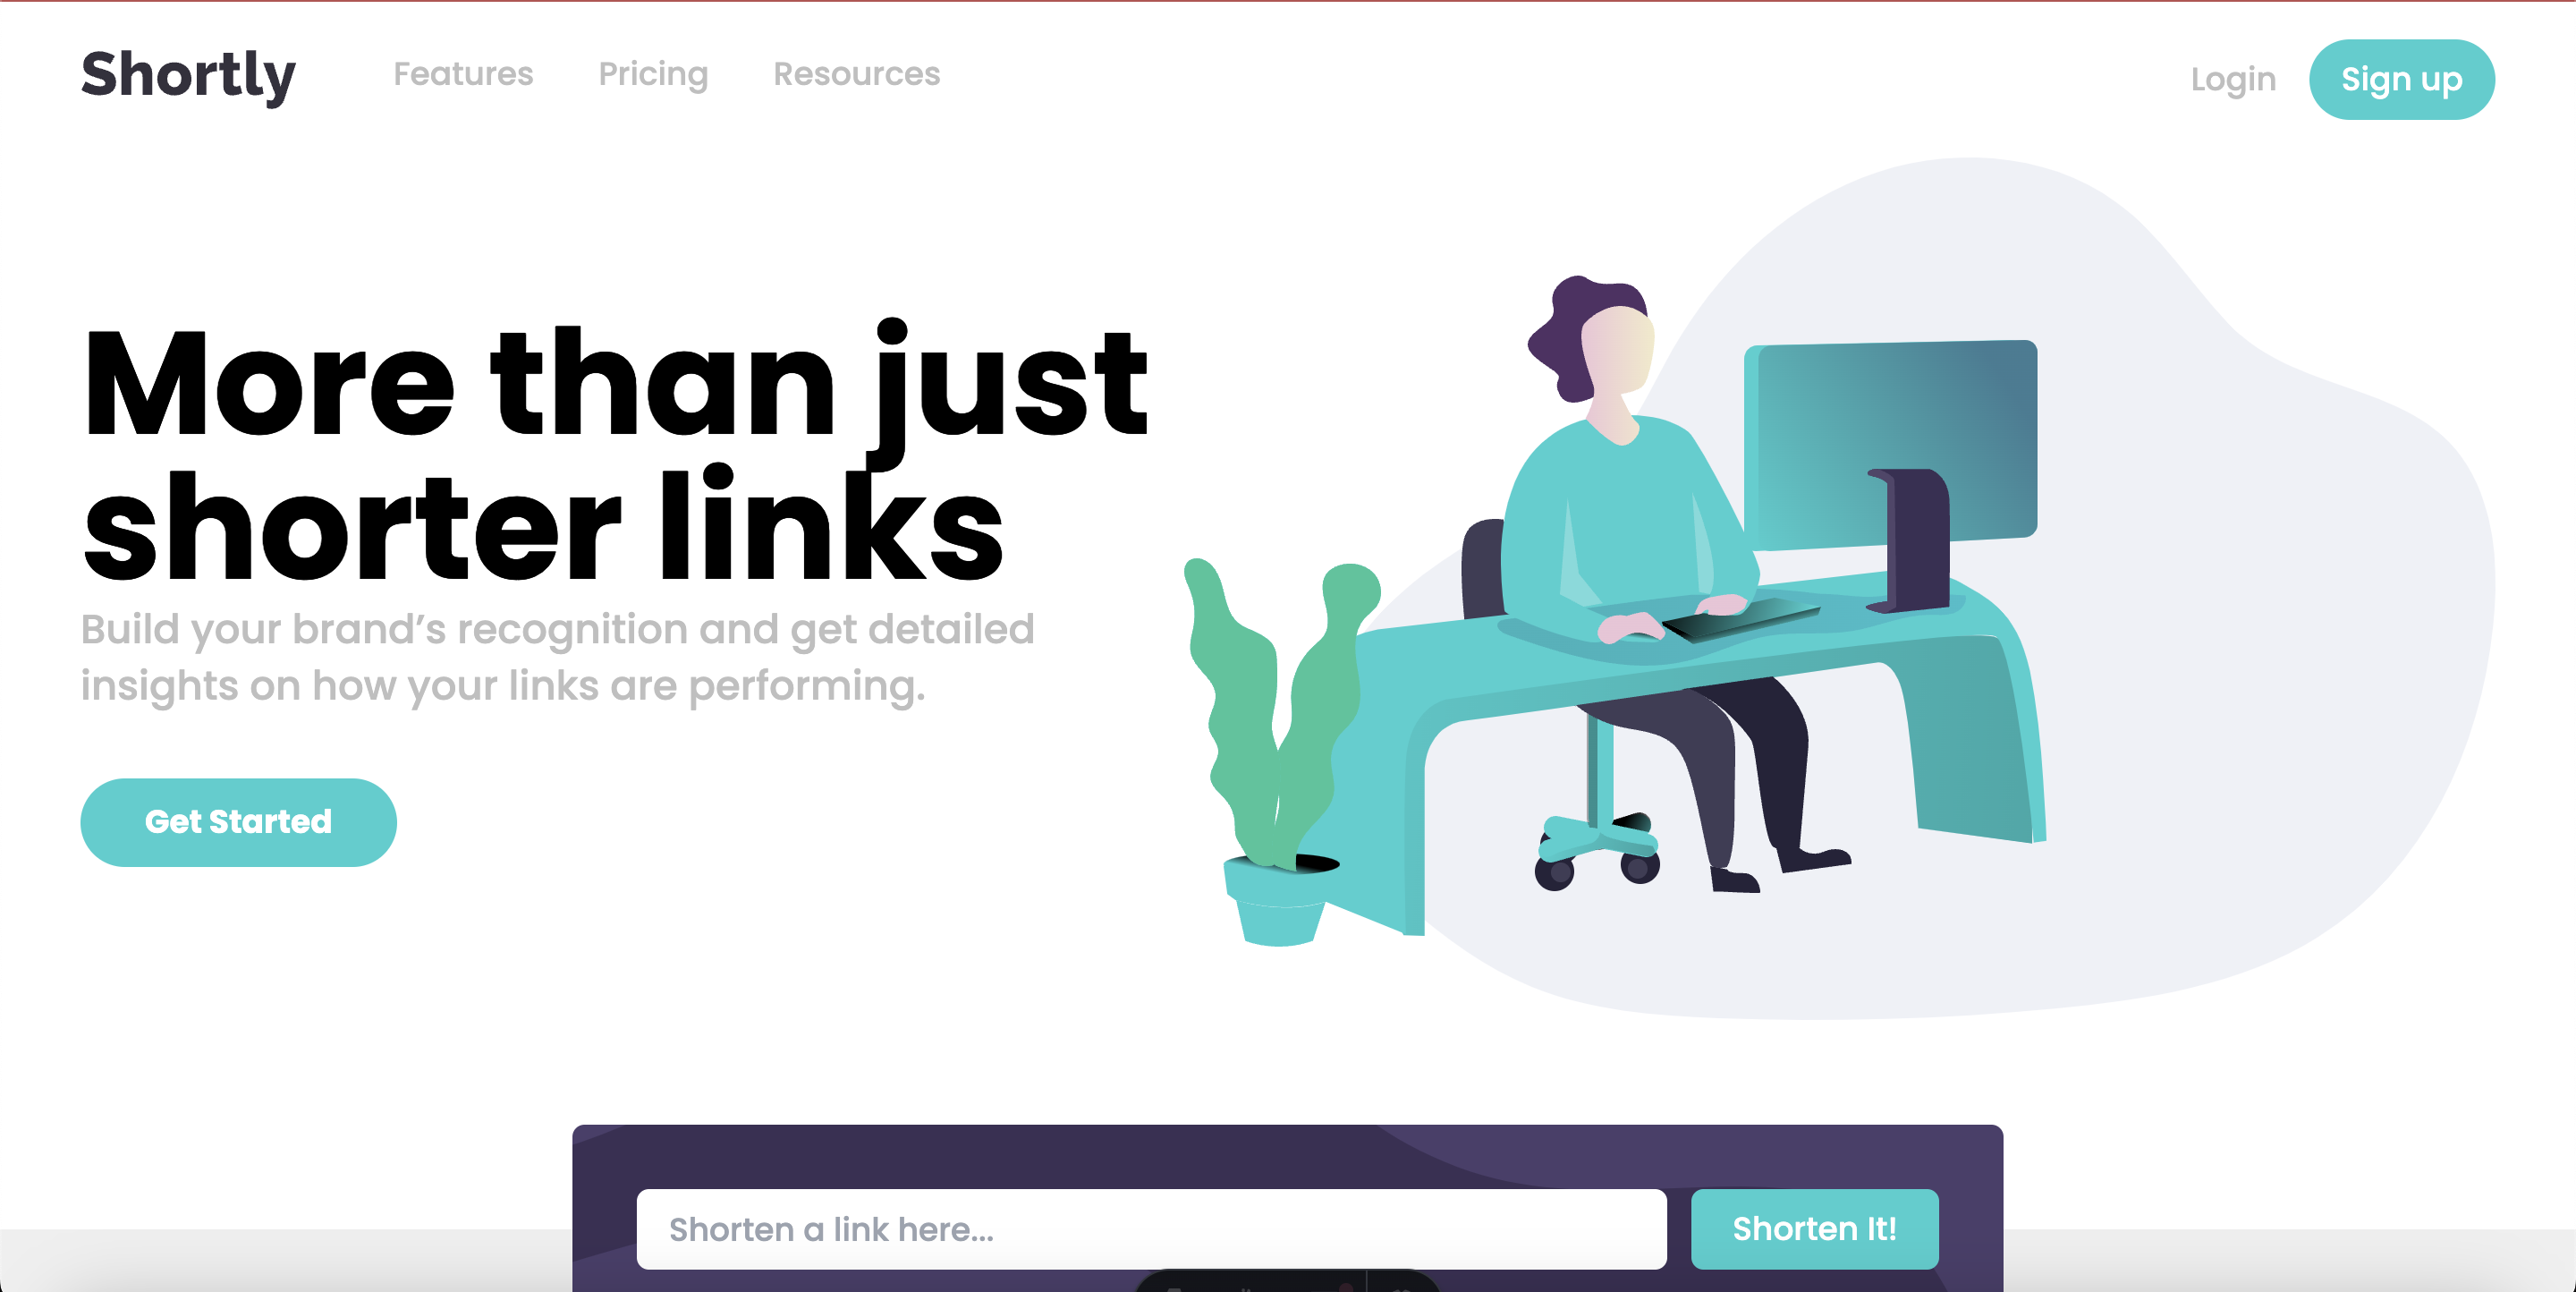 Shortly
Features
Pricing
Resources
Login
Sign up
More than just
shorter links
Build your brand’s recognition and get detailed
insights on how your links are performing.
Get Started
Shorten a link here...
Shorten It!